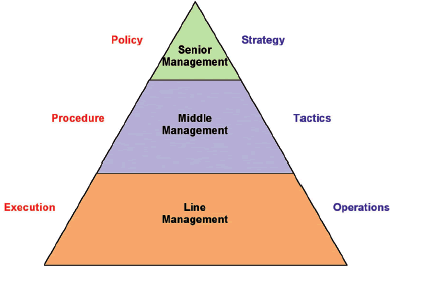 Policy
Strategy
Senior
Management
Procedure
Middle
Management
Tactics
Execution
Line
Management
Operations